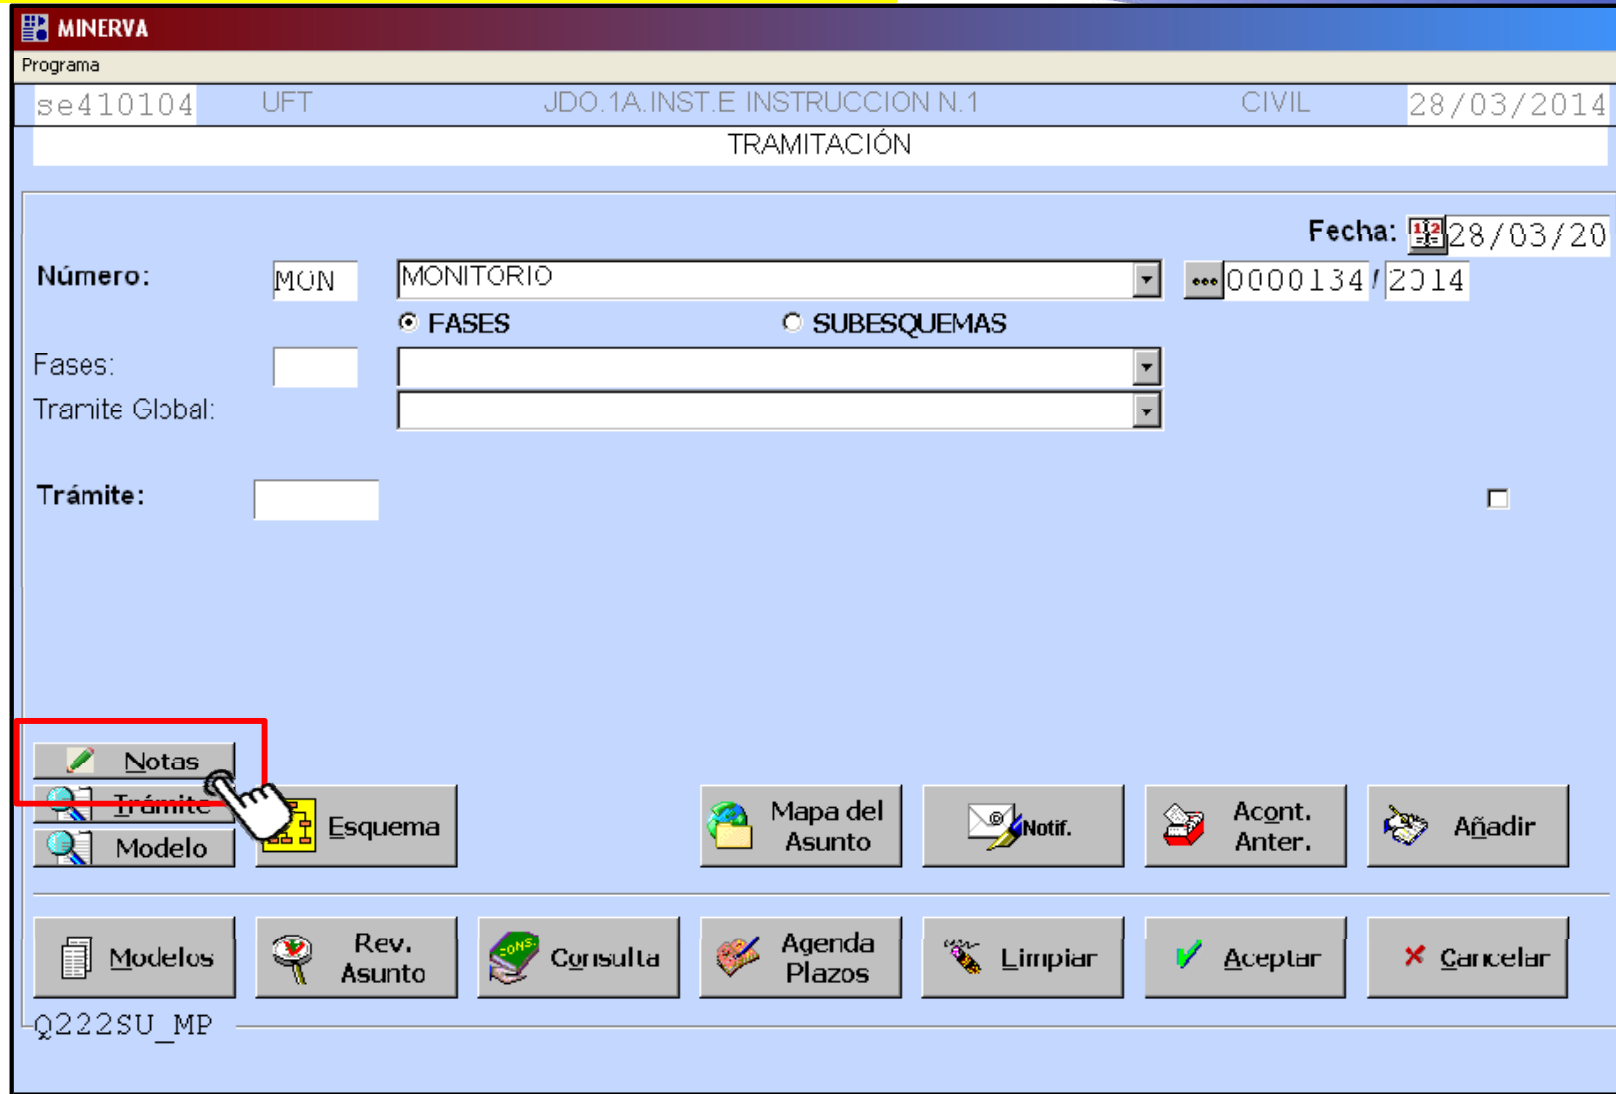 MINERVA
Programa
se410104 UFT JDO.1A.INST.E INSTRUCCION N.1 CIVIL 28/03/2014
TRAMITACIÓN
Fecha: 28/03/20
Número: MON MONITORIO 0000134 / 2014
FASES SUBESQUEMAS
Fases:
Tramite Global:
Trámite:
Notas
Trámite
Modelo
Esquema
Mapa del Asunto
Notif.
Acont. Anter.
Añadir
Modelos
Rev. Asunto
CONS.
Consulta
Agenda Plazos
Limpiar
Aceptar
Cancelar
Q222SU_MP